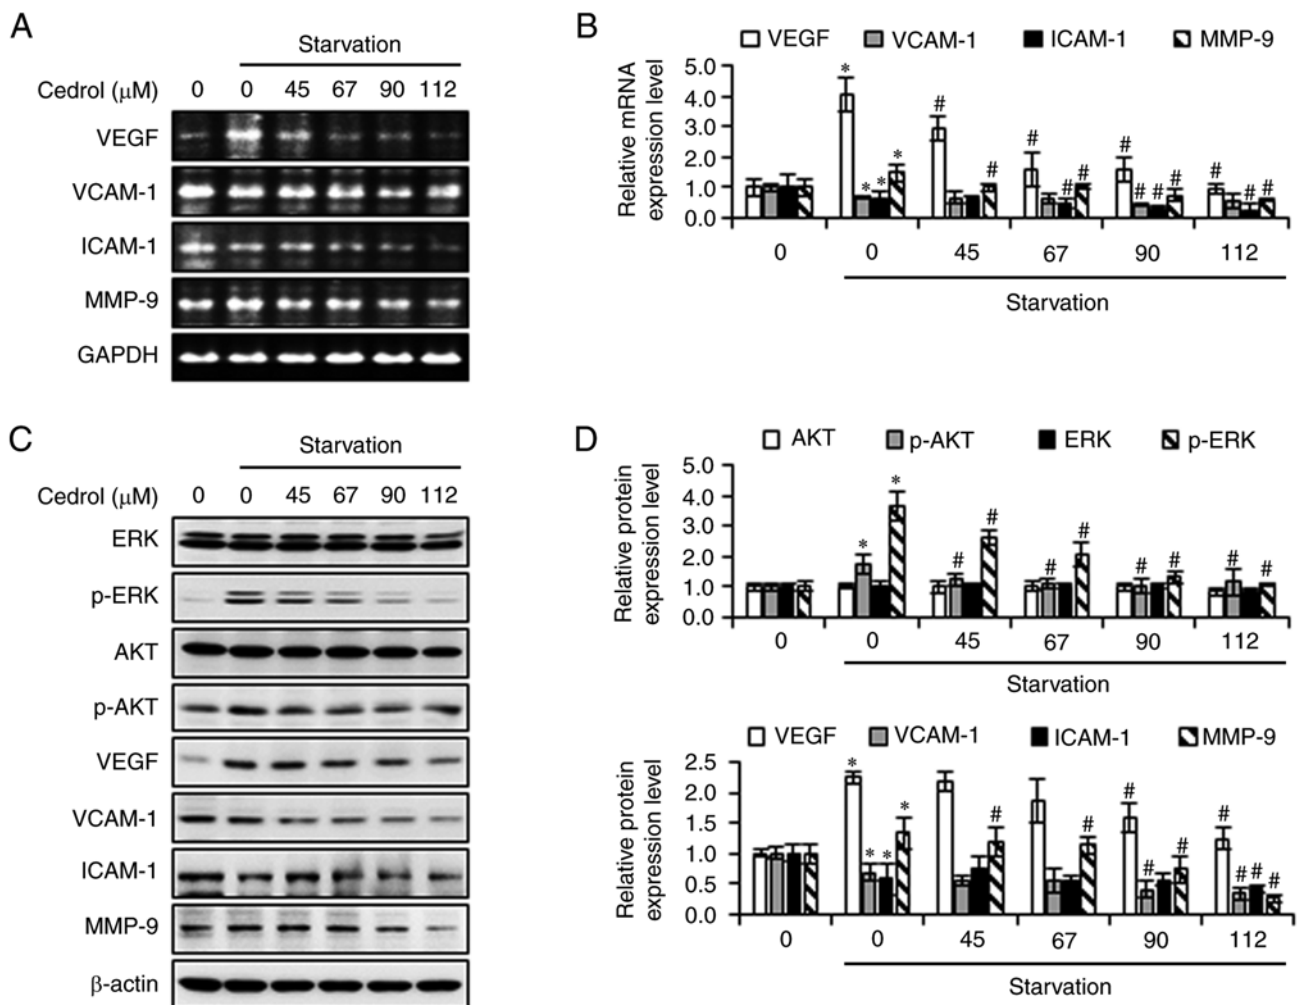 A
Starvation
Cedrol (μM) 0 0 45 67 90 112
VEGF
VCAM-1
ICAM-1
MMP-9
GAPDH
B
VEGF VCAM-1 ICAM-1 MMP-9
Relative mRNA
expression level
5.0
4.0
3.0
2.0
1.0
0.0
* * * *
# #
# # #
# # # #
# # #
0 0 45 67 90 112
Starvation
C
Starvation
Cedrol (μM) 0 0 45 67 90 112
ERK
p-ERK
AKT
p-AKT
VEGF
VCAM-1
ICAM-1
MMP-9
β-actin
D
AKT p-AKT ERK p-ERK
Relative protein
expression level
5.0
4.0
3.0
2.0
1.0
0.0
* *
# #
# #
# #
# #
0 0 45 67 90 112
Starvation
VEGF VCAM-1 ICAM-1 MMP-9
Relative protein
expression level
2.5
2.0
1.5
1.0
0.5
0.0
* * * *
#
#
# # #
# # # #
0 0 45 67 90 112
Starvation